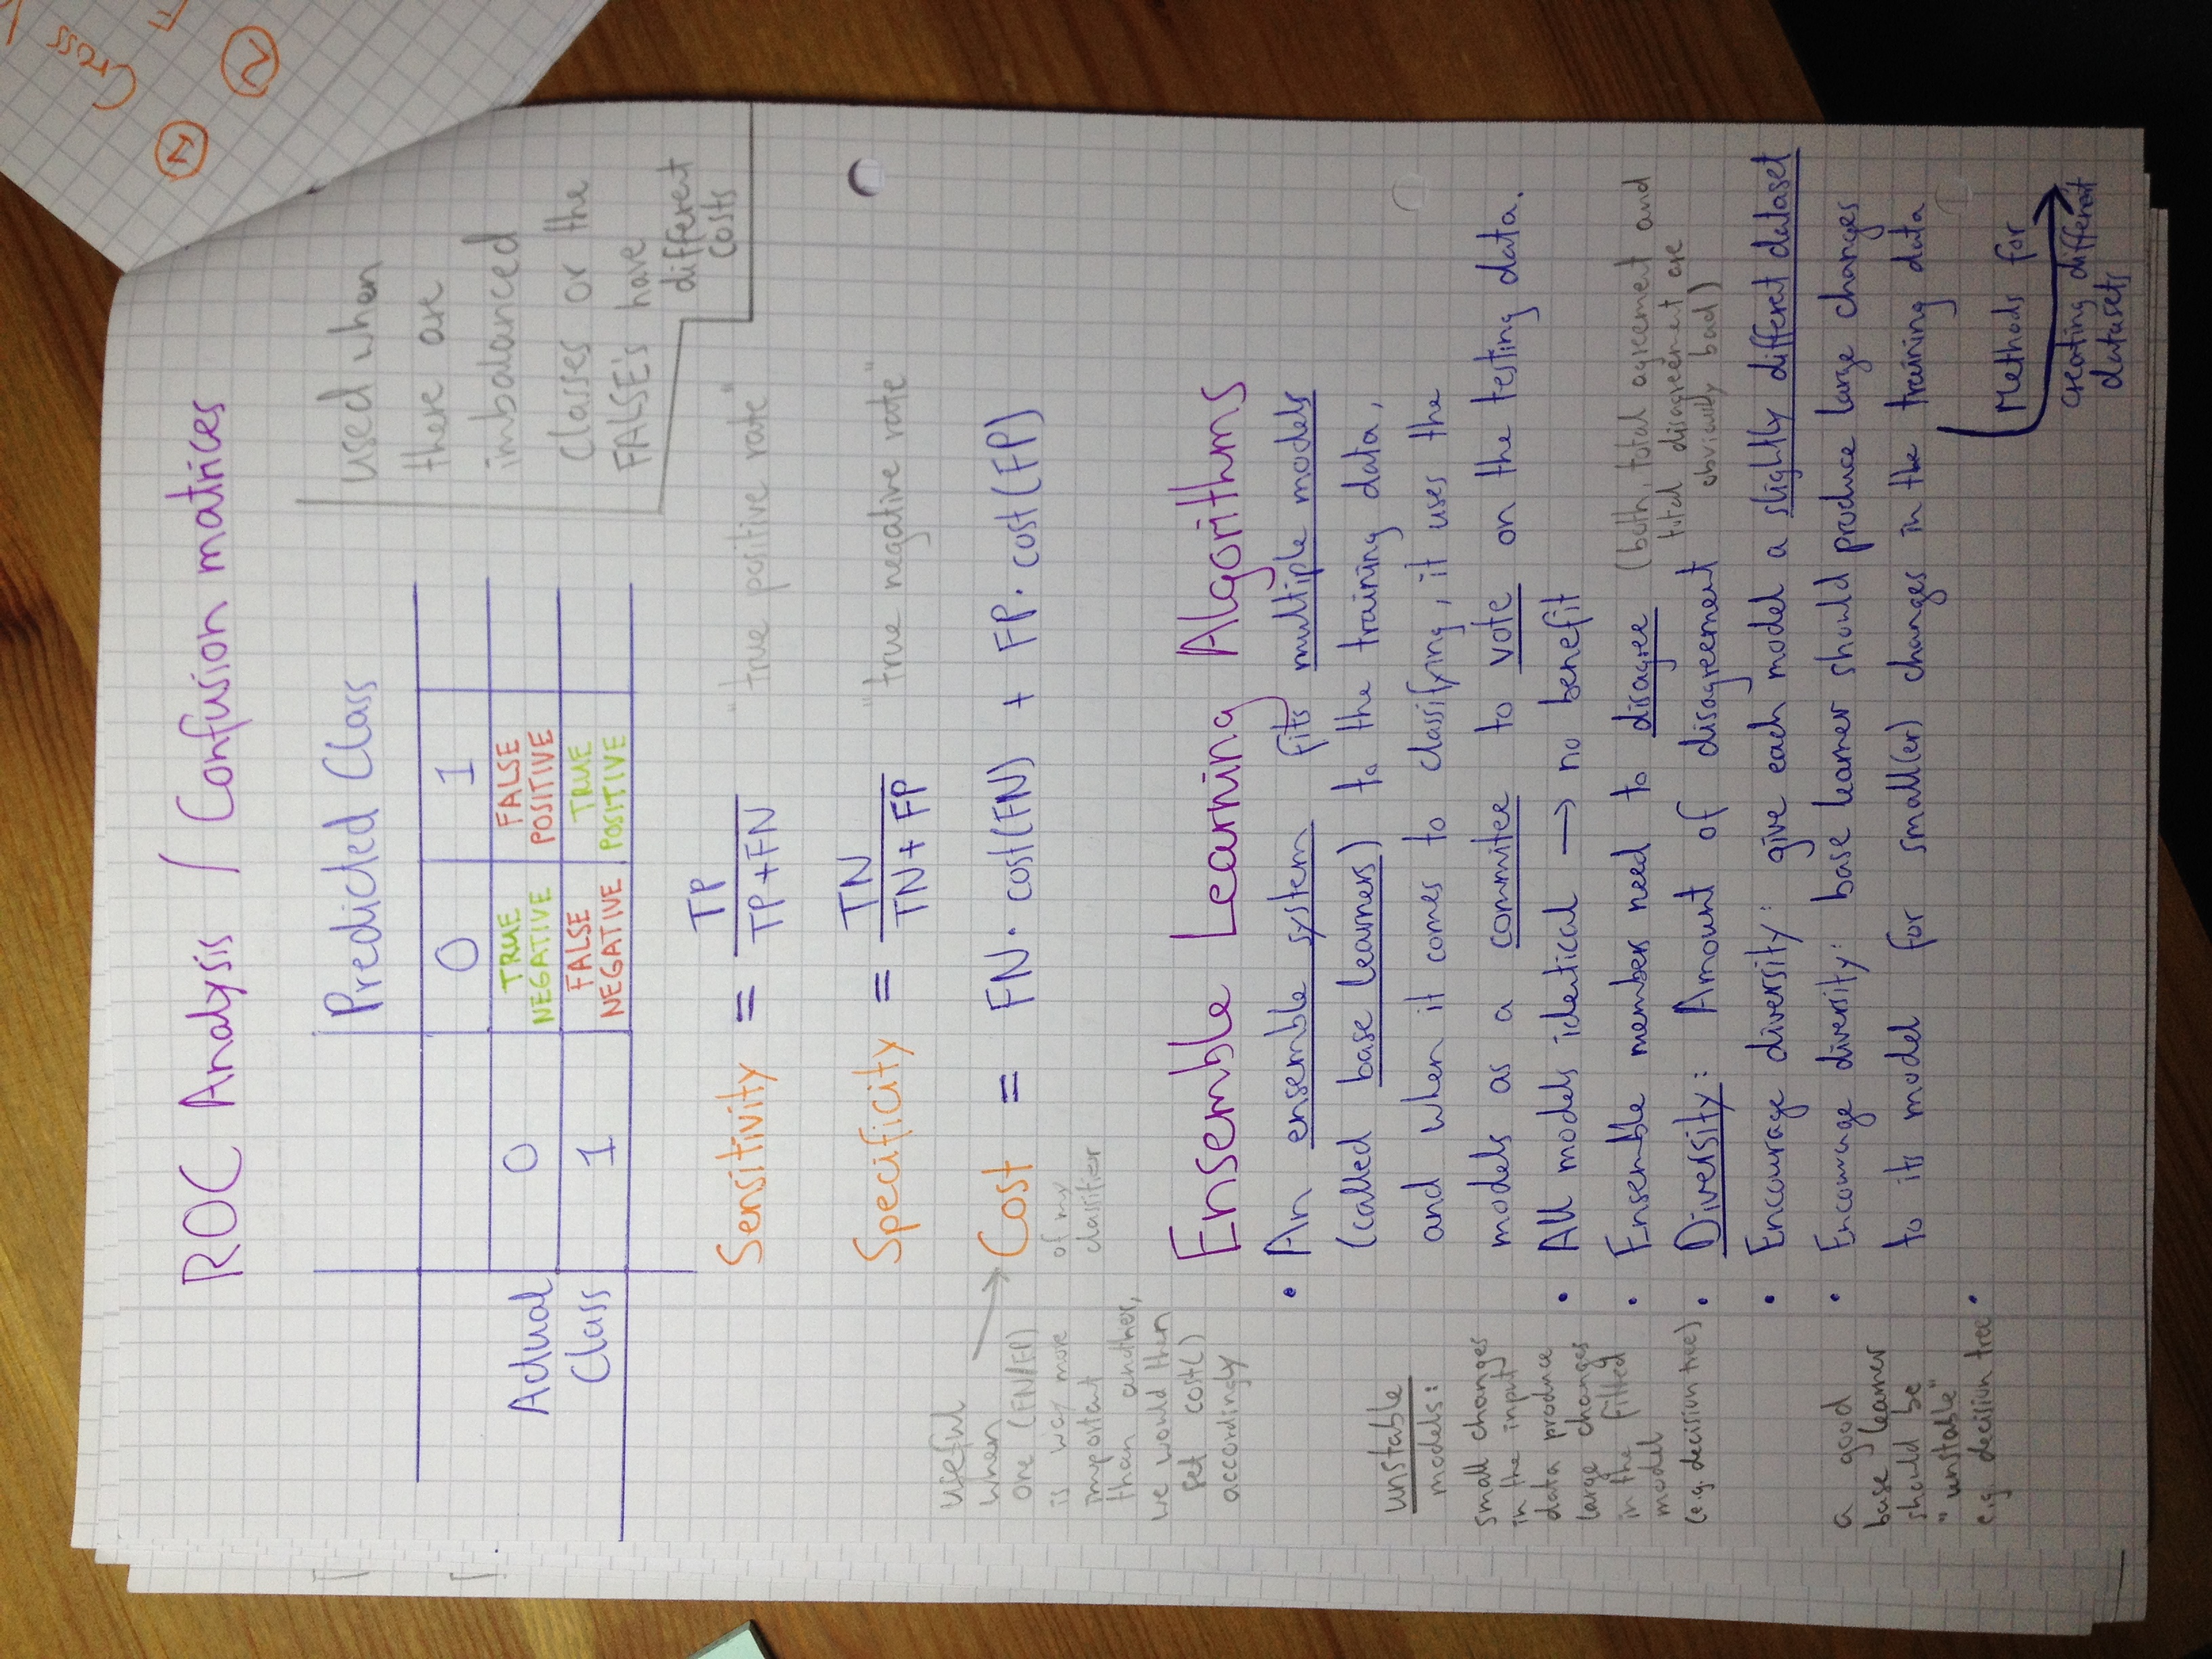 ROC Analysis / Confusion matrices
Predicted Class
0 1
Actual 0 TRUE NEGATIVE FALSE POSITIVE
Class 1 FALSE NEGATIVE TRUE POSITIVE
used when
there are
imbalanced
classes or the
FALSE's have
different
costs
Sensitivity = TP / TP+FN "true positive rate"
Specificity = TN / TN+FP "true negative rate"
Cost = FN· cost(FN) + FP· cost(FP)
of my
classifier
useful
when
one (FN/FP)
is way more
important
than another,
we would then
set cost()
accordingly
Ensemble Learning Algorithms
• An ensemble system fits multiple models
(called base learners) to the training data,
and when it comes to classifying, it uses the
models as a commitee to vote on the testing data.
• All models identical → no benefit
• Ensemble members need to disagree (both, total agreement and
total disagreement are
obviously bad)
• Diversity: Amount of disagreement
• Encourage diversity: give each model a slightly different dataset
• Encourage diversity: base learner should produce large changes
to its model for small(er) changes in the training data
•
Methods for
creating different
datasets
unstable
models:
small changes
in the input
data produce
large changes
in the fitted
model
(e.g. decision tree)
a good
base learner
should be
"unstable"
e.g. decision tree
① Cross
②